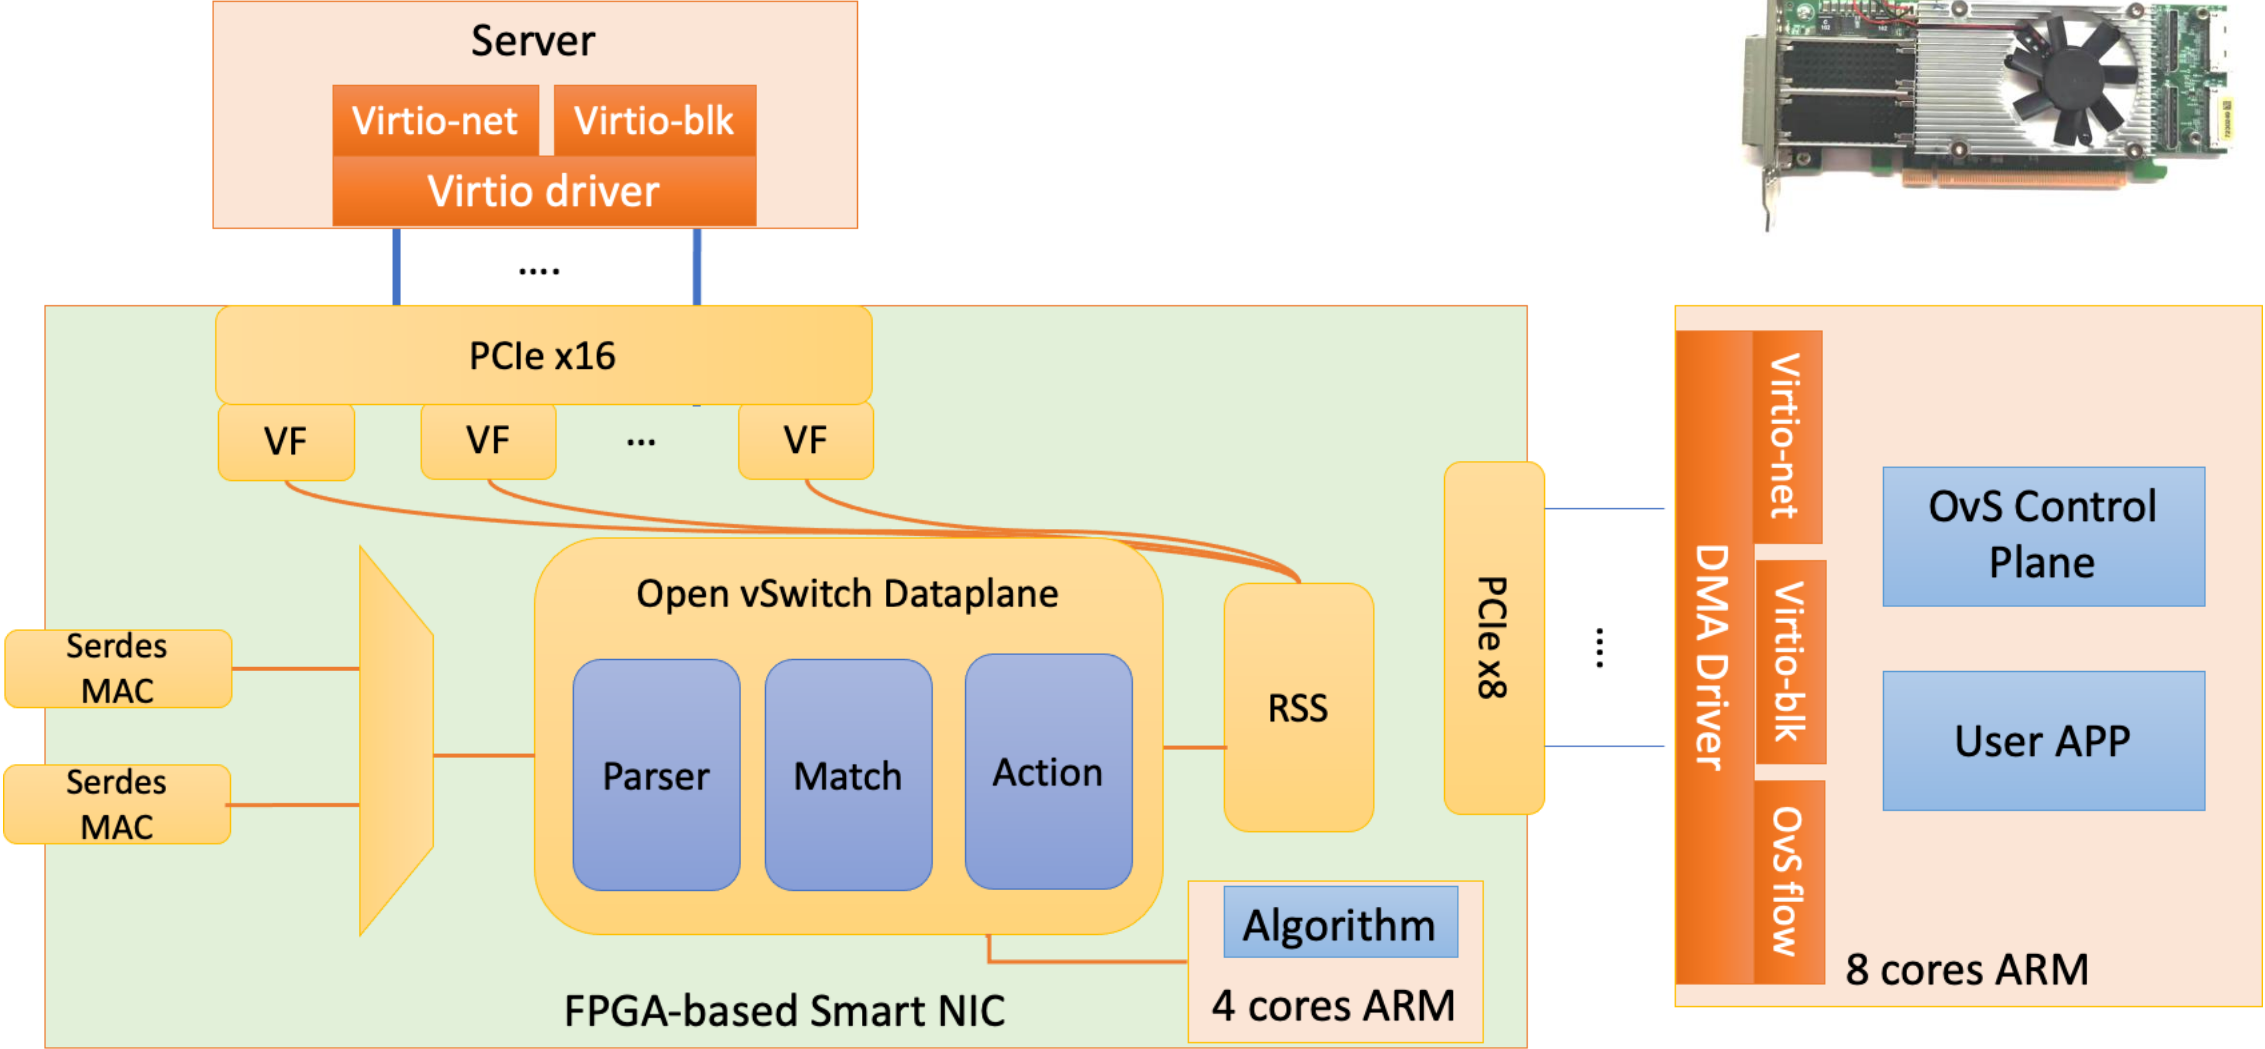 Server
Virtio-net
Virtio-blk
Virtio driver
....
PCIe x16
VF
VF
...
VF
Serdes
MAC
Serdes
MAC
Open vSwitch Dataplane
Parser
Match
Action
RSS
Algorithm
4 cores ARM
FPGA-based Smart NIC
PCIe x8
....
DMA Driver
Virtio-net
Virtio-blk
OvS flow
OvS Control
Plane
User APP
8 cores ARM